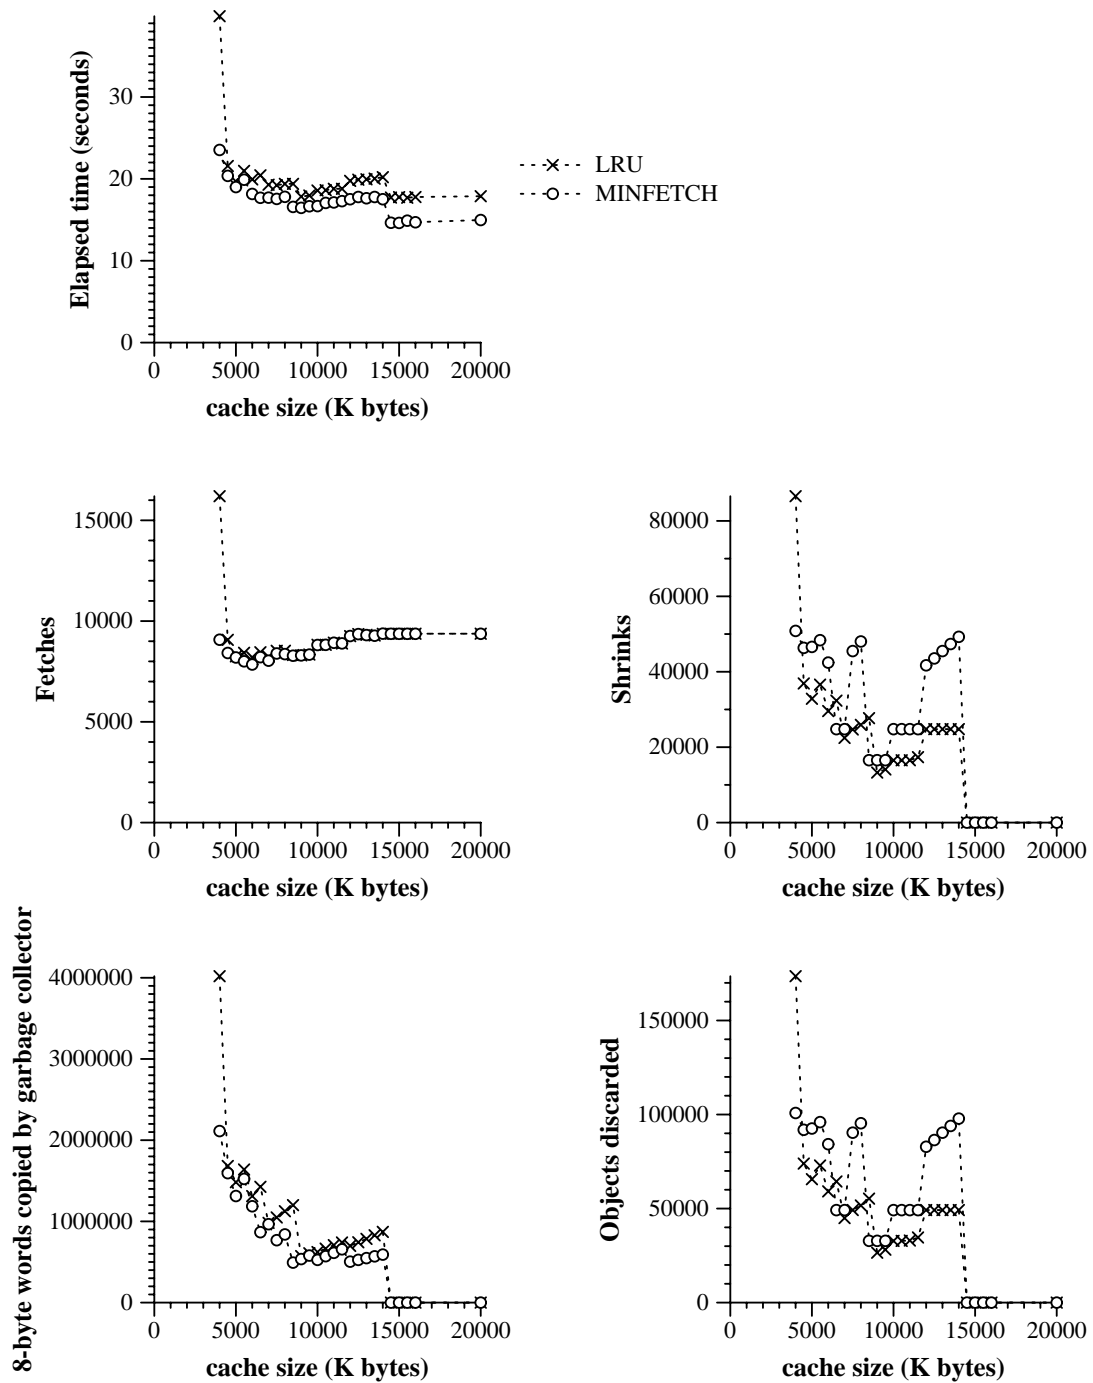 Elapsed time (seconds)
30
20
10
0
0 5000 10000 15000 20000
cache size (K bytes)
LRU
MINFETCH
Fetches
15000
10000
5000
0
0 5000 10000 15000 20000
cache size (K bytes)
Shrinks
80000
60000
40000
20000
0
0 5000 10000 15000 20000
cache size (K bytes)
8-byte words copied by garbage collector
4000000
3000000
2000000
1000000
0
0 5000 10000 15000 20000
cache size (K bytes)
Objects discarded
150000
100000
50000
0
0 5000 10000 15000 20000
cache size (K bytes)